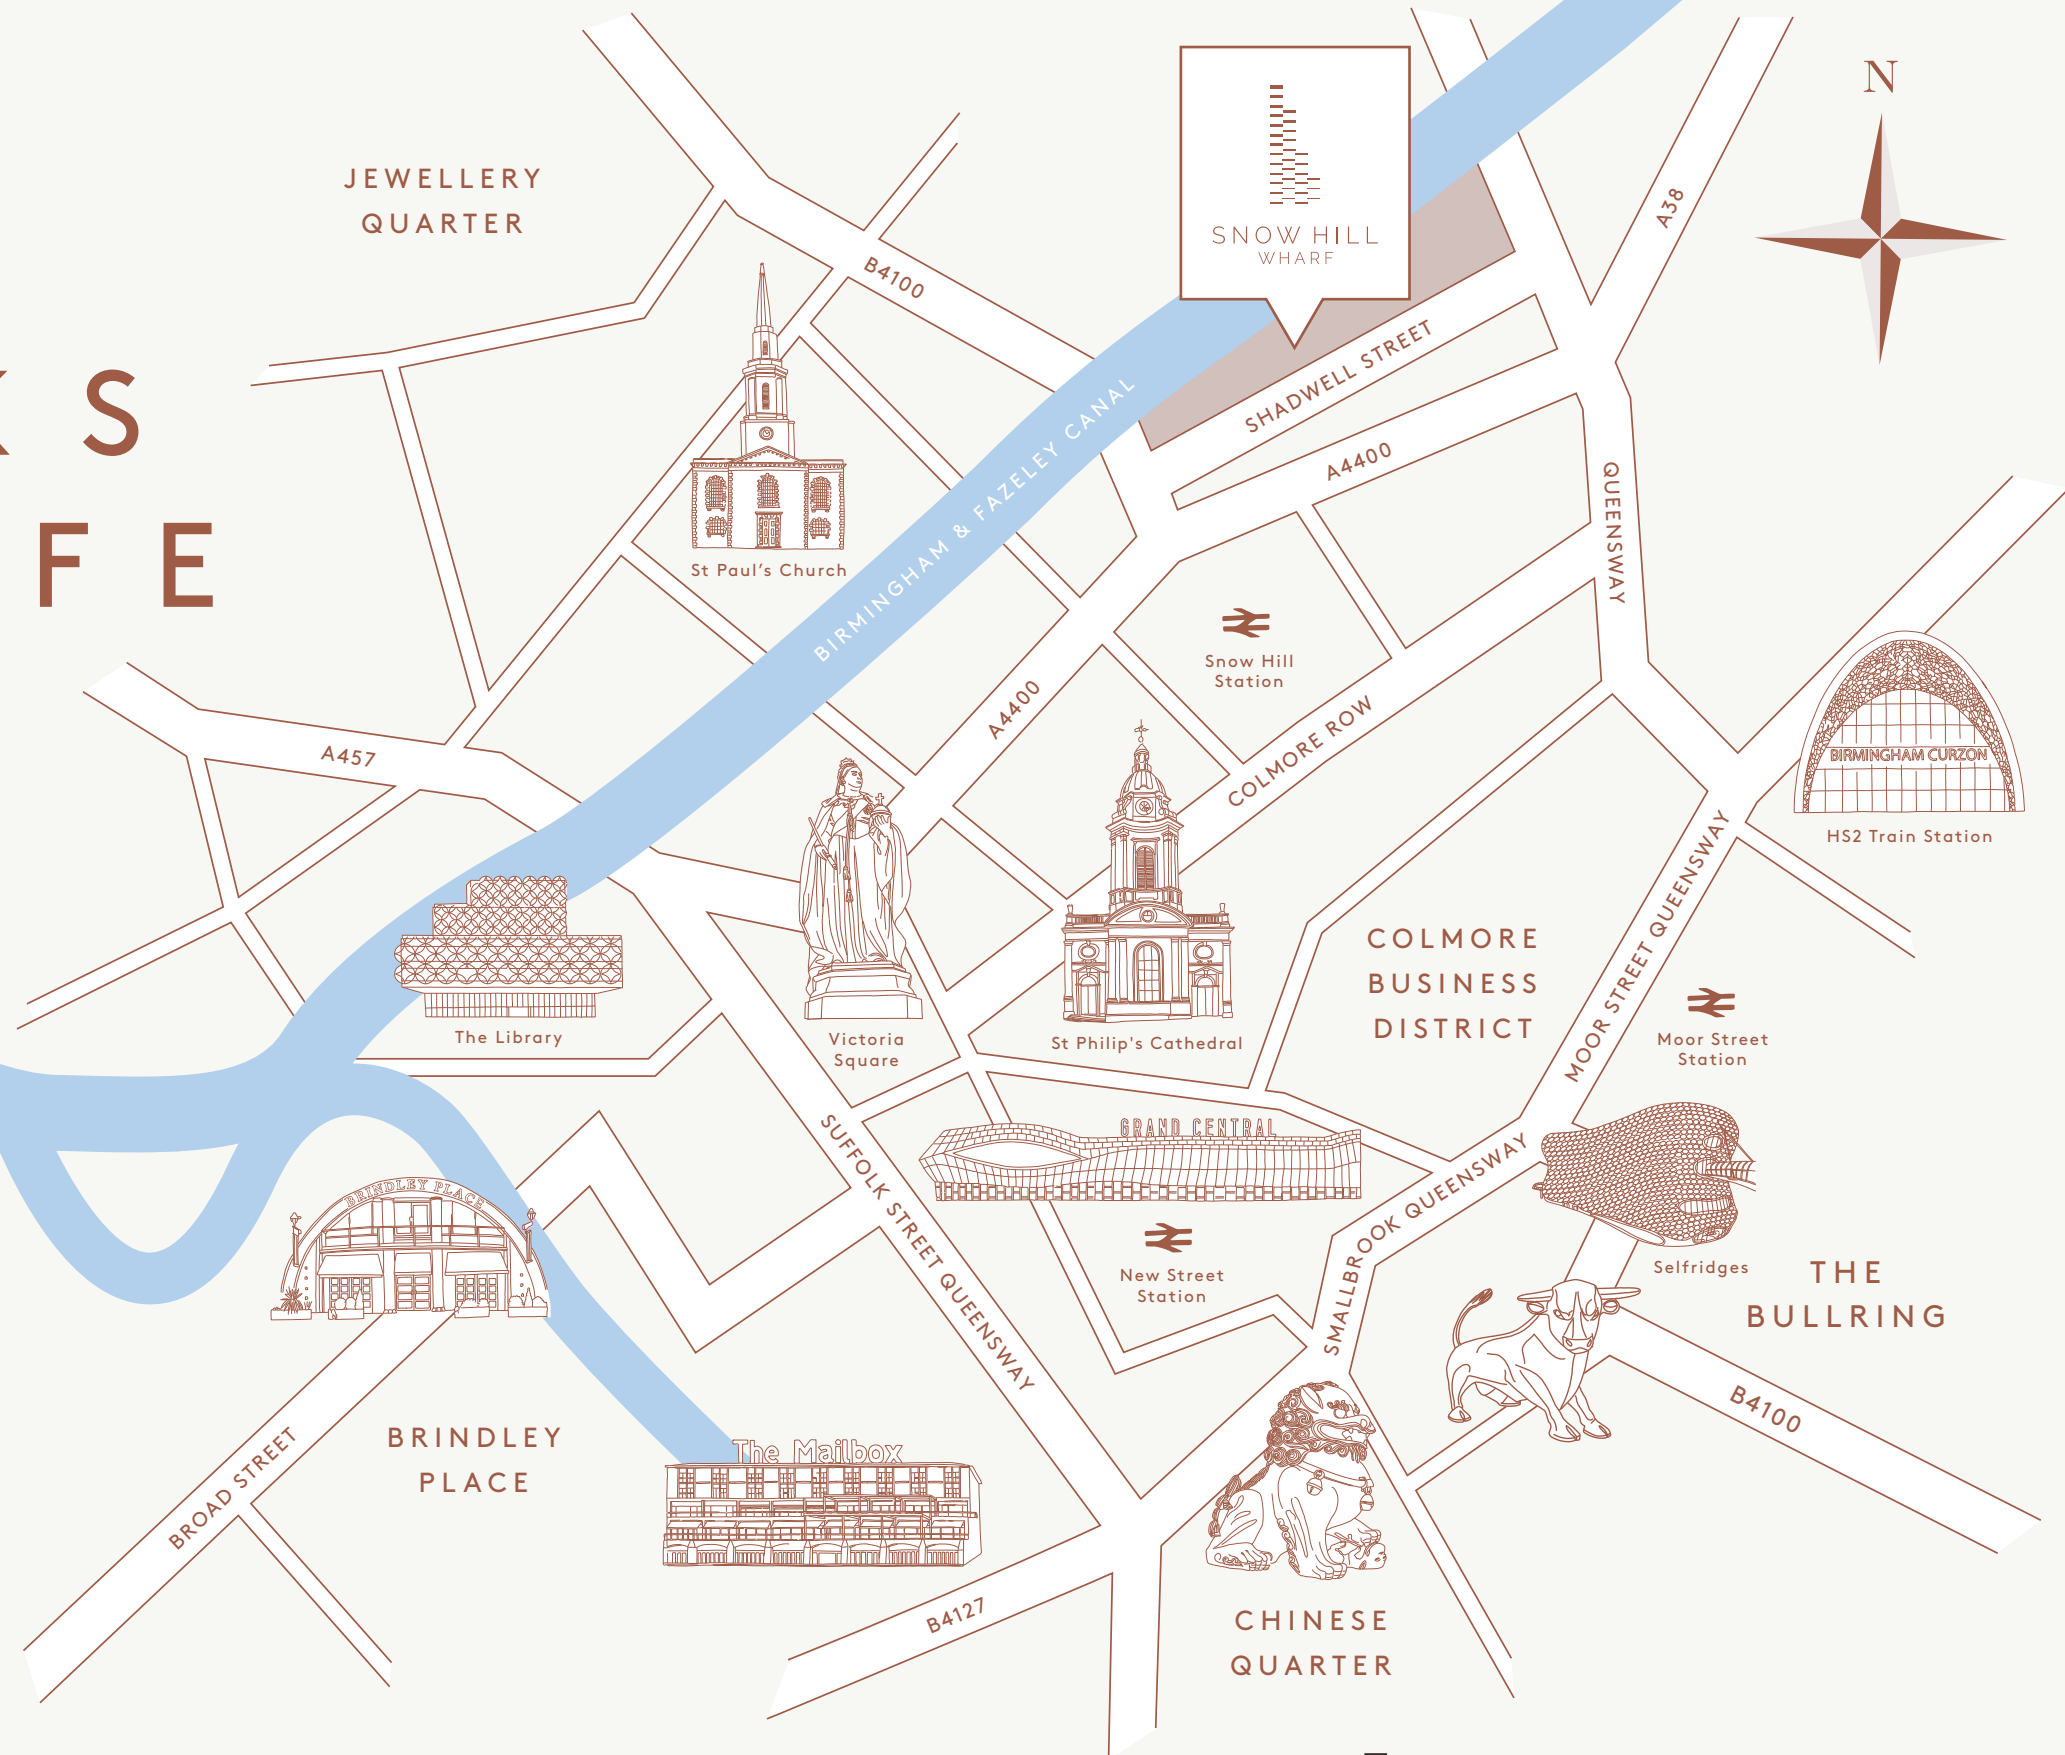 N
JEWELLERY
QUARTER
A38
SNOW HILL
WHARF
B4100
SHADWELL STREET
K S
A4400
BIRMINGHAM & FAZELEY CANAL
QUEENSWAY
F E
St Paul's Church
Snow Hill
Station
A4400
COLMORE ROW
A457
BIRMINGHAM CURZON
HS2 Train Station
MOOR STREET QUEENSWAY
COLMORE
BUSINESS
DISTRICT
The Library
Victoria
Square
St Philip's Cathedral
Moor Street
Station
GRAND CENTRAL
SUFFOLK STREET QUEENSWAY
SMALLBROOK QUEENSWAY
BRINDLEY PLACE
New Street
Station
Selfridges
THE
BULLRING
BROAD STREET
BRINDLEY
PLACE
B4100
The Mailbox
B4127
CHINESE
QUARTER